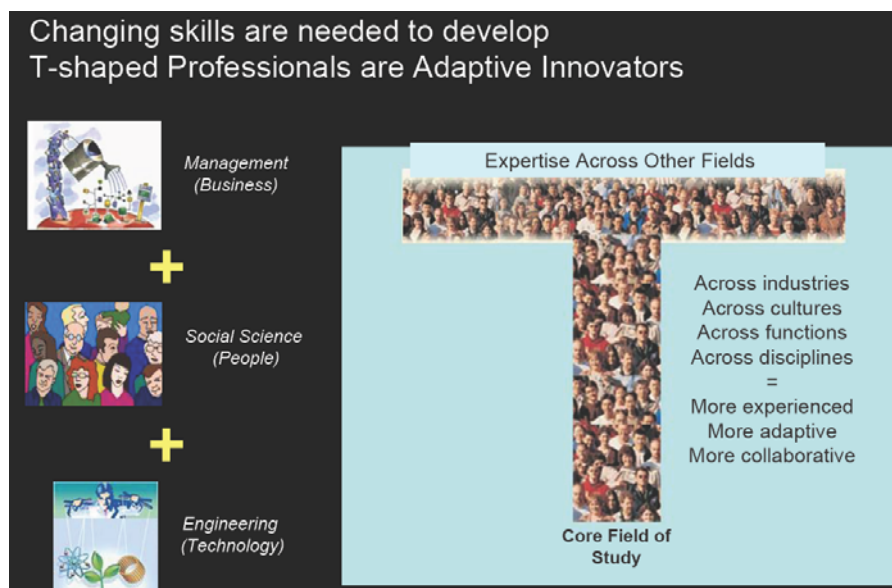 Changing skills are needed to develop
T-shaped Professionals are Adaptive Innovators
Management
(Business)
+
Social Science
(People)
+
Engineering
(Technology)
Expertise Across Other Fields
Across industries
Across cultures
Across functions
Across disciplines
=
More experienced
More adaptive
More collaborative
Core Field of
Study